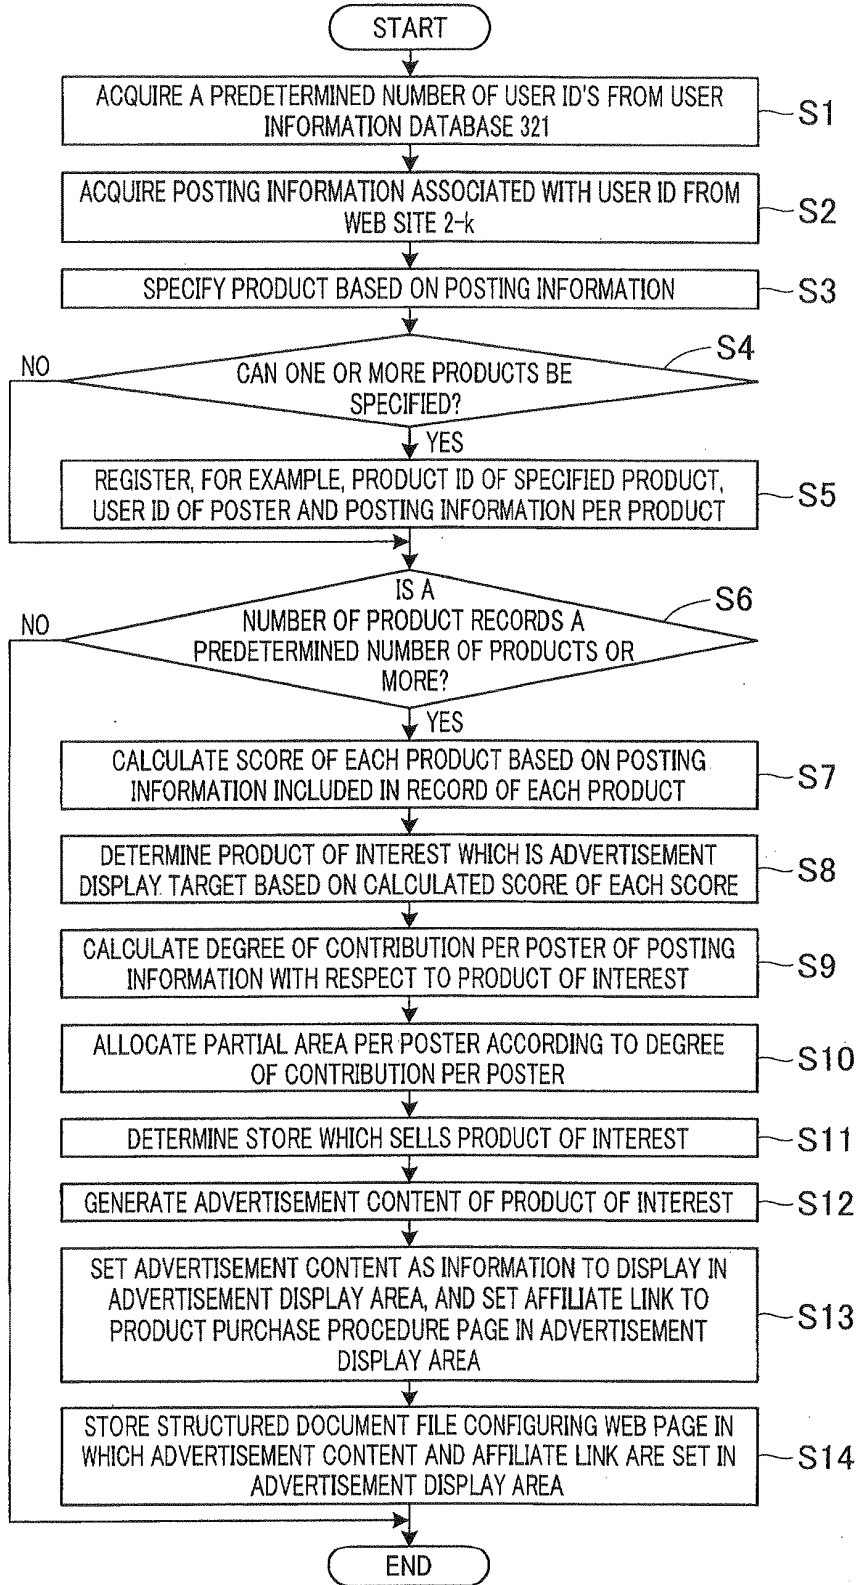 START
ACQUIRE A PREDETERMINED NUMBER OF USER ID'S FROM USER
INFORMATION DATABASE 321
S1
ACQUIRE POSTING INFORMATION ASSOCIATED WITH USER ID FROM
WEB SITE 2-k
S2
SPECIFY PRODUCT BASED ON POSTING INFORMATION
S3
S4
NO
CAN ONE OR MORE PRODUCTS BE
SPECIFIED?
YES
REGISTER, FOR EXAMPLE, PRODUCT ID OF SPECIFIED PRODUCT,
USER ID OF POSTER AND POSTING INFORMATION PER PRODUCT
S5
IS A
NUMBER OF PRODUCT RECORDS A
PREDETERMINED NUMBER OF PRODUCTS OR
MORE?
S6
NO
YES
CALCULATE SCORE OF EACH PRODUCT BASED ON POSTING
INFORMATION INCLUDED IN RECORD OF EACH PRODUCT
S7
DETERMINE PRODUCT OF INTEREST WHICH IS ADVERTISEMENT
DISPLAY TARGET BASED ON CALCULATED SCORE OF EACH SCORE
S8
CALCULATE DEGREE OF CONTRIBUTION PER POSTER OF POSTING
INFORMATION WITH RESPECT TO PRODUCT OF INTEREST
S9
ALLOCATE PARTIAL AREA PER POSTER ACCORDING TO DEGREE
OF CONTRIBUTION PER POSTER
S10
DETERMINE STORE WHICH SELLS PRODUCT OF INTEREST
S11
GENERATE ADVERTISEMENT CONTENT OF PRODUCT OF INTEREST
S12
SET ADVERTISEMENT CONTENT AS INFORMATION TO DISPLAY IN
ADVERTISEMENT DISPLAY AREA, AND SET AFFILIATE LINK TO
PRODUCT PURCHASE PROCEDURE PAGE IN ADVERTISEMENT
DISPLAY AREA
S13
STORE STRUCTURED DOCUMENT FILE CONFIGURING WEB PAGE IN
WHICH ADVERTISEMENT CONTENT AND AFFILIATE LINK ARE SET IN
ADVERTISEMENT DISPLAY AREA
S14
END